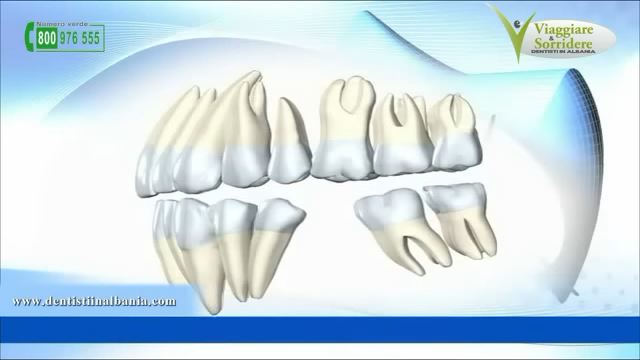 Numero verde
800 976 555
Viaggiare
&
Sorridere
DENTISTI IN ALBANIA
www.dentistiinalbania.com